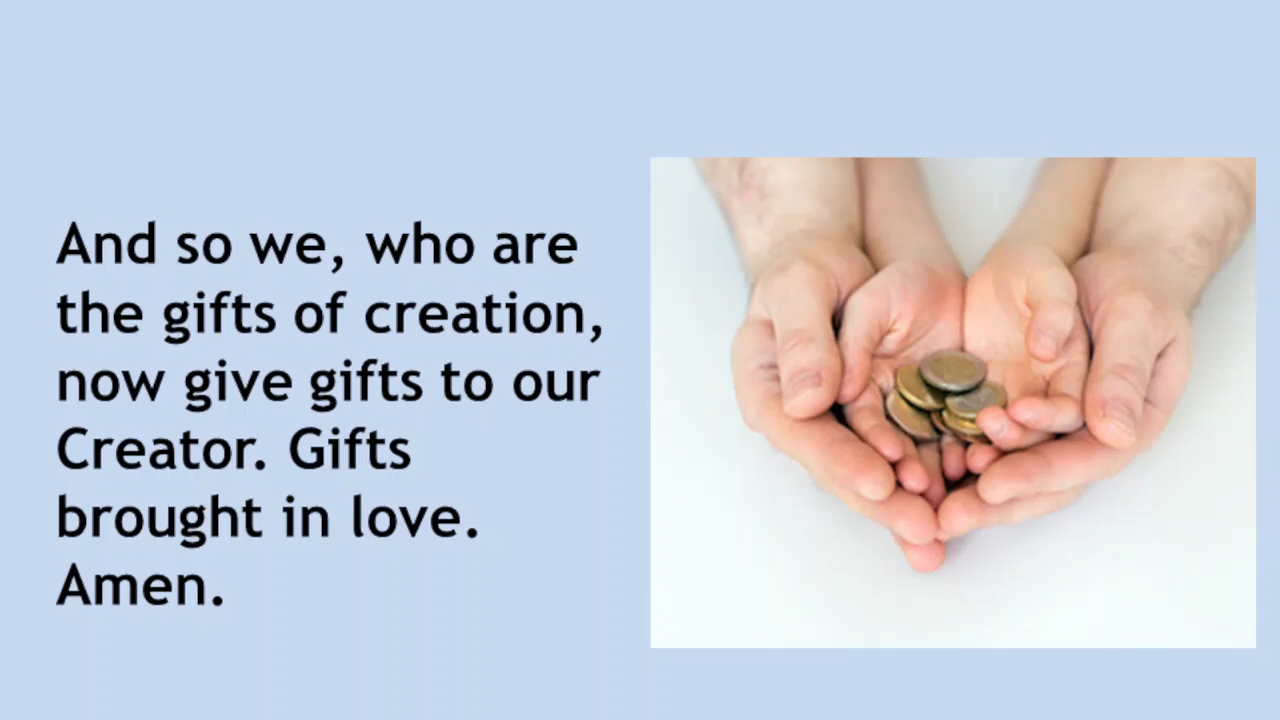 And so we, who are
the gifts of creation,
now give gifts to our
Creator. Gifts
brought in love.
Amen.